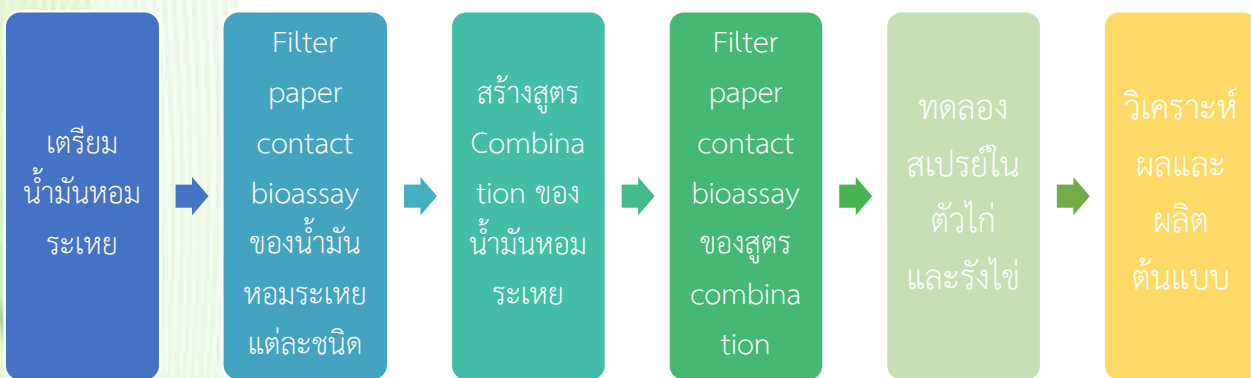 เตรียม
น้ำมันหอม
ระเหย
Filter
paper
contact
bioassay
ของน้ำมัน
หอมระเหย
แต่ละชนิด
สร้างสูตร
Combina
tion ของ
น้ำมันหอม
ระเหย
Filter
paper
contact
bioassay
ของสูตร
combina
tion
ทดลอง
สเปรย์ใน
ตัวไก่
และรังไข่
วิเคราะห์
ผลและ
ผลิต
ต้นแบบ